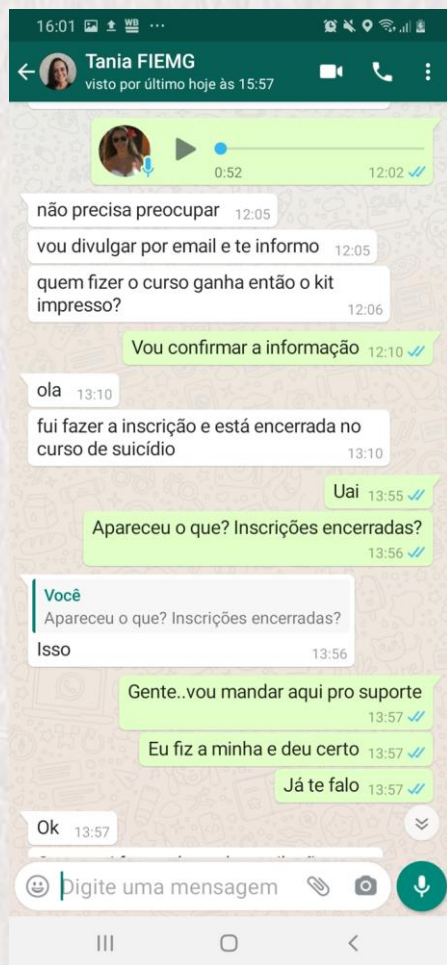 16:01 WB ...
Tania FIEMG
visto por último hoje às 15:57
0:52 12:02
não precisa preocupar 12:05
vou divulgar por email e te informo 12:05
quem fizer o curso ganha então o kit
impresso? 12:06
Vou confirmar a informação 12:10
ola 13:10
fui fazer a inscrição e está encerrada no
curso de suicídio 13:10
Uai 13:55
Apareceu o que? Inscrições encerradas?
13:56
Você
Apareceu o que? Inscrições encerradas?
Isso 13:56
Gente..vou mandar aqui pro suporte
13:57
Eu fiz a minha e deu certo 13:57
Já te falo 13:57
Ok 13:57
Digite uma mensagem